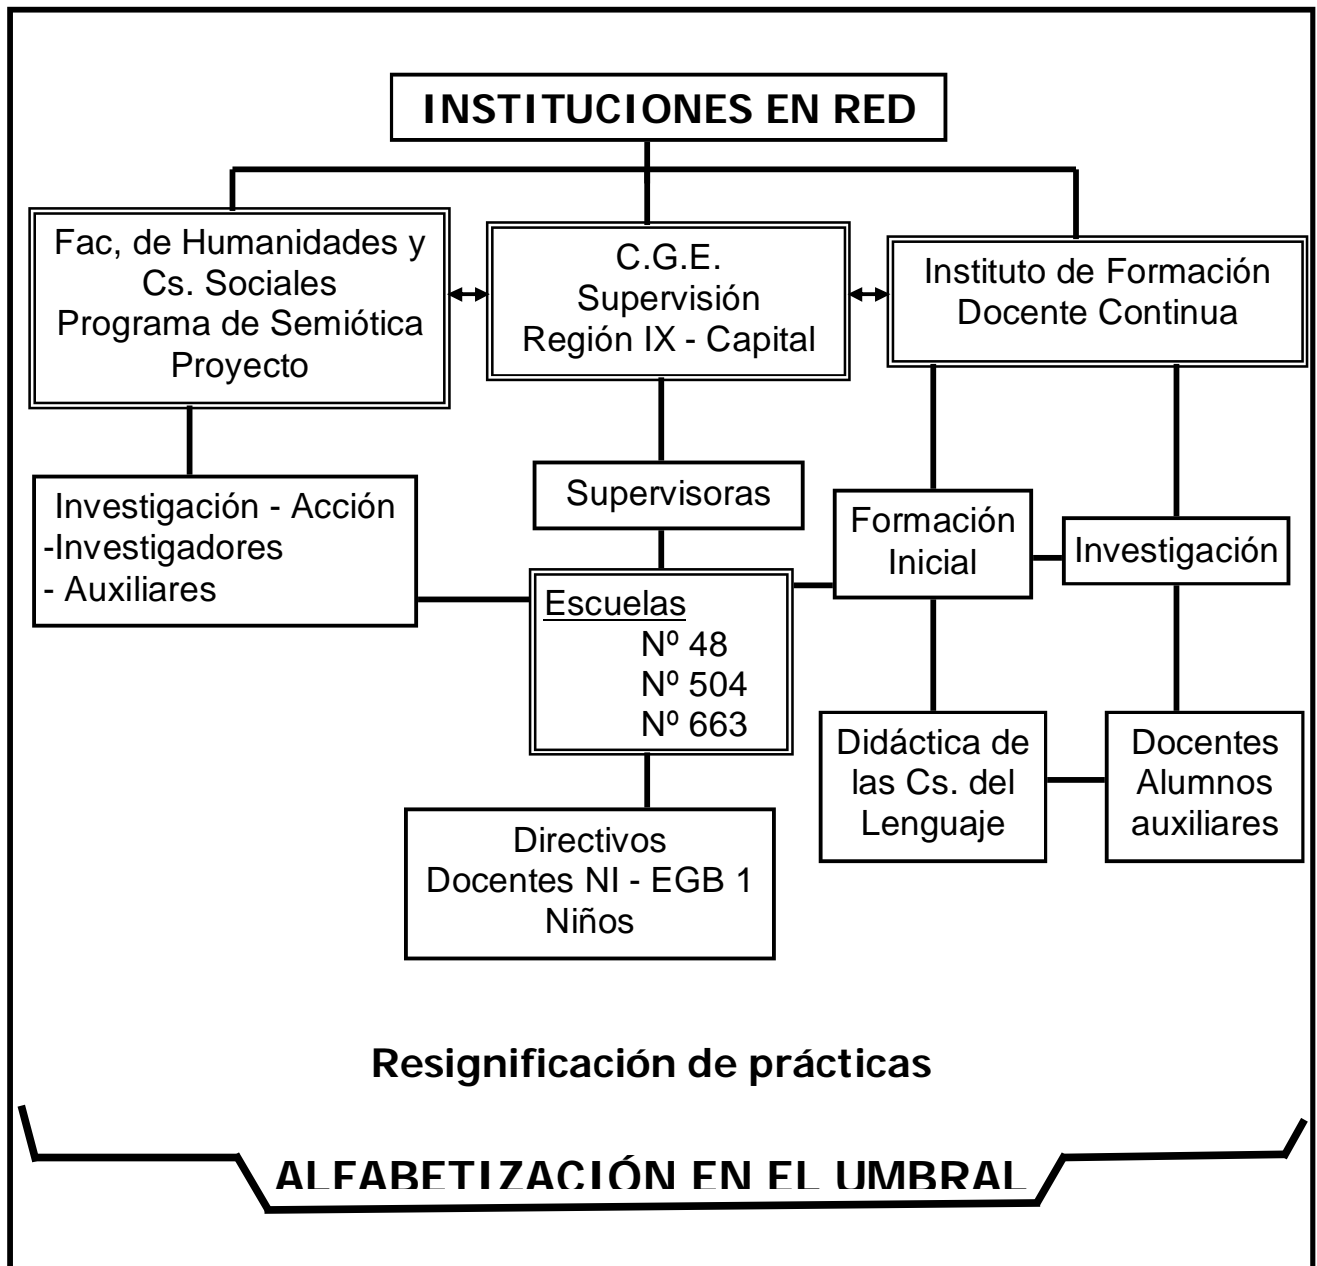 INSTITUCIONES EN RED
Fac, de Humanidades y
Cs. Sociales
Programa de Semiótica
Proyecto
C.G.E.
Supervisión
Región IX - Capital
Instituto de Formación
Docente Continua
Investigación - Acción
-Investigadores
- Auxiliares
Supervisoras
Formación
Inicial
Investigación
Escuelas
Nº 48
Nº 504
Nº 663
Didáctica de
las Cs. del
Lenguaje
Docentes
Alumnos
auxiliares
Directivos
Docentes NI - EGB 1
Niños
Resignificación de prácticas
ALFABETIZACIÓN EN EL UMBRAL